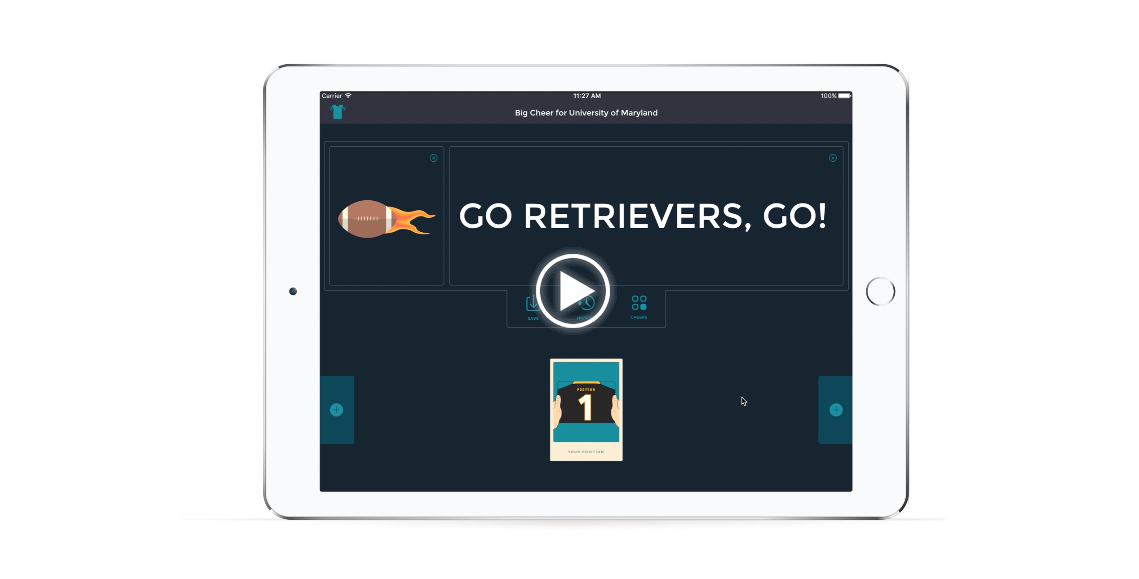 Carrier
11:27 AM
100%
Big Cheer for University of Maryland
GO RETRIEVERS, GO!
SAVE
CHEERS
POSITION
1
YOUR POSITION